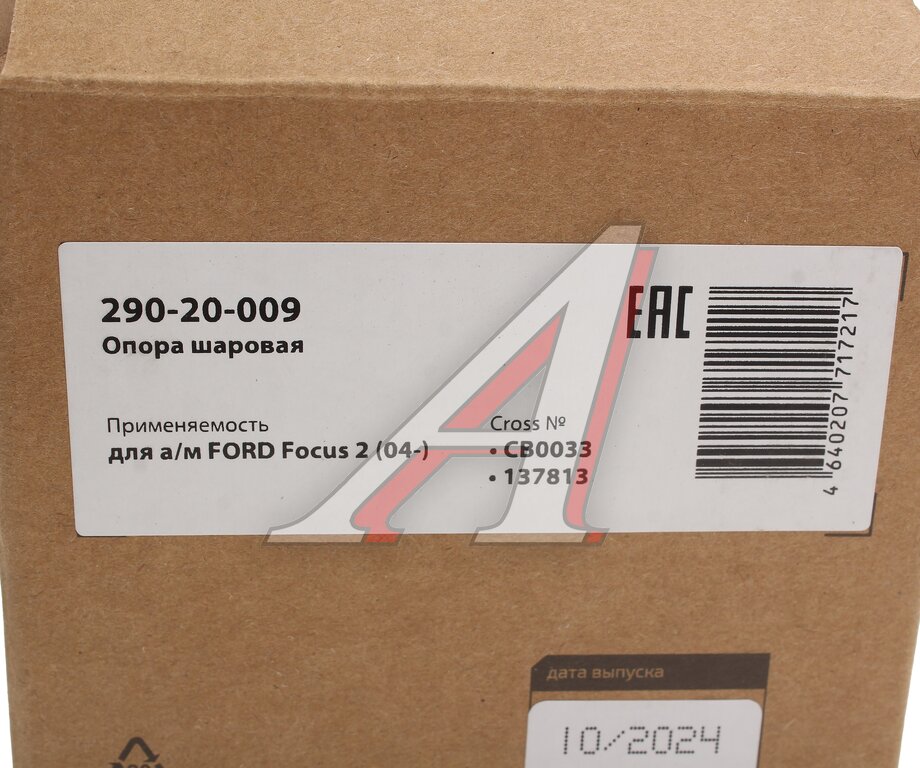 290-20-009
Опора шаровая
EAC
Применяемость
для а/м FORD Focus 2 (04-)
Cross №
• CB0033
• 137813
4 640207 717217
дата выпуска
10/2024